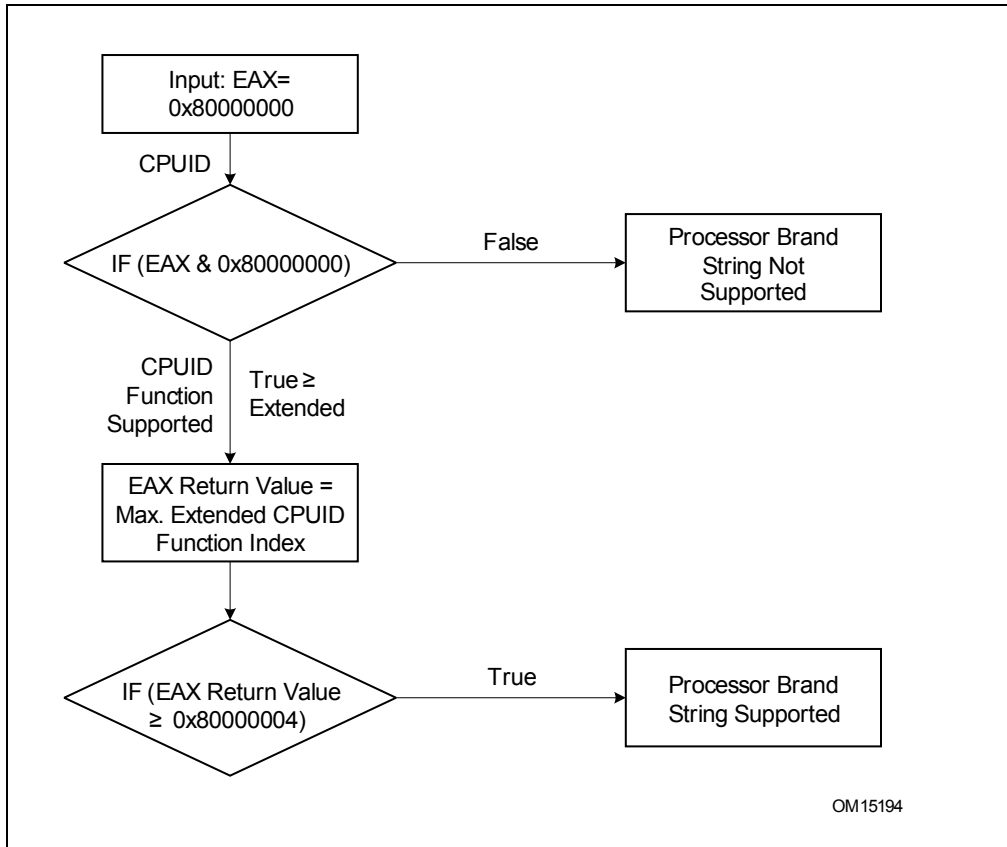 Input: EAX=
0x80000000
CPUID
IF (EAX & 0x80000000)
False
Processor Brand
String Not
Supported
CPUID
Function
Supported
True ≥
Extended
EAX Return Value =
Max. Extended CPUID
Function Index
IF (EAX Return Value
≥ 0x80000004)
True
Processor Brand
String Supported
OM15194